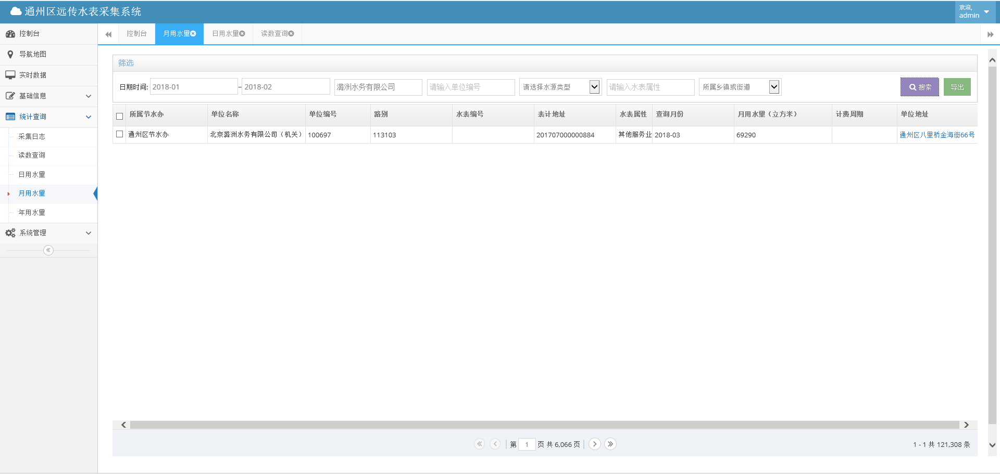 通州区远传水表采集系统
欢迎,
admin
控制台
导航地图
实时数据
基础信息
统计查询
采集日志
读数查询
日用水量
月用水量
年用水量
系统管理
控制台 月用水量 日用水量 读数查询
筛选
日期时间: 2018-01 – 2018-02 潞洲水务有限公司 请输入单位编号 请选择水源类型 请输入水表属性 所属乡镇或街道 搜索 导出
所属节水办 单位名称 单位编号 路别 水表编号 表计地址 水表属性 查询月份 月用水量（立方米） 计费周期 单位地址
通州区节水办 北京潞洲水务有限公司（机关） 100697 113103 201707000000884 其他服务业 2018-03 69290 通州区八里桥金海街66号
第 1 页 共 6,066 页
1 - 1 共 121,308 条